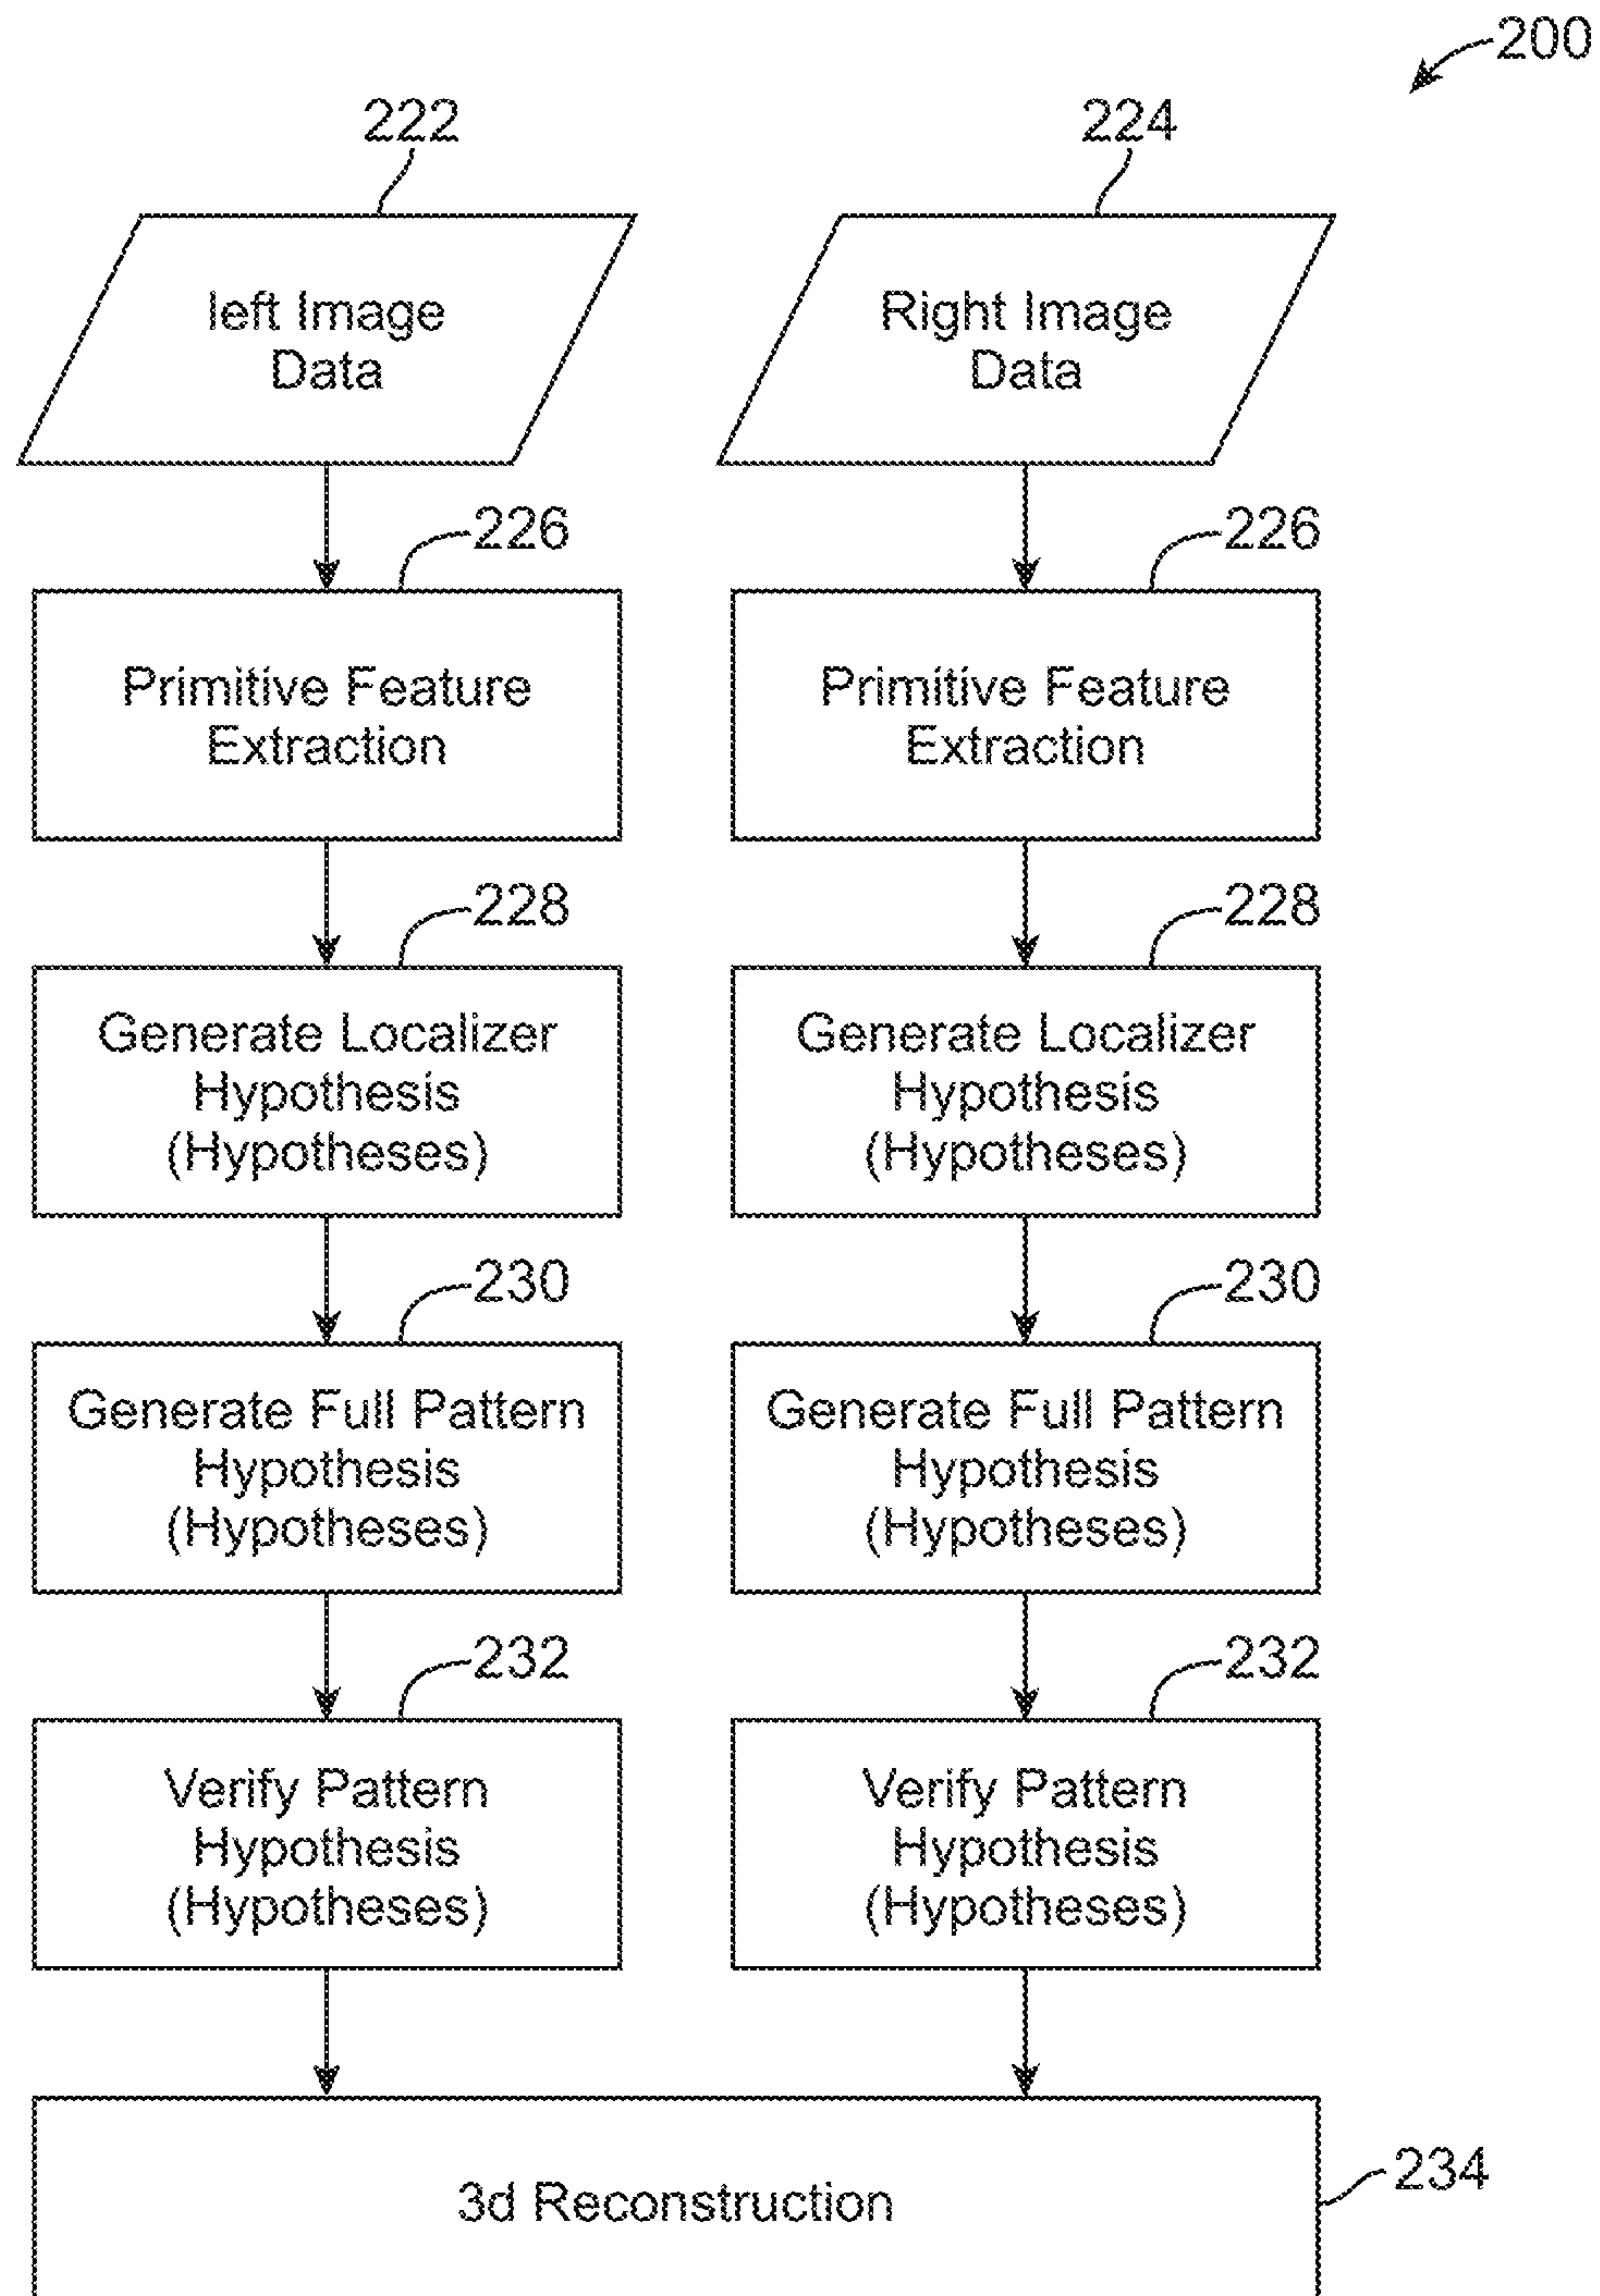 200
222
224
left Image
Data
Right Image
Data
226
226
Primitive Feature
Extraction
Primitive Feature
Extraction
228
228
Generate Localizer
Hypothesis
(Hypotheses)
Generate Localizer
Hypothesis
(Hypotheses)
230
230
Generate Full Pattern
Hypothesis
(Hypotheses)
Generate Full Pattern
Hypothesis
(Hypotheses)
232
232
Verify Pattern
Hypothesis
(Hypotheses)
Verify Pattern
Hypothesis
(Hypotheses)
234
3d Reconstruction